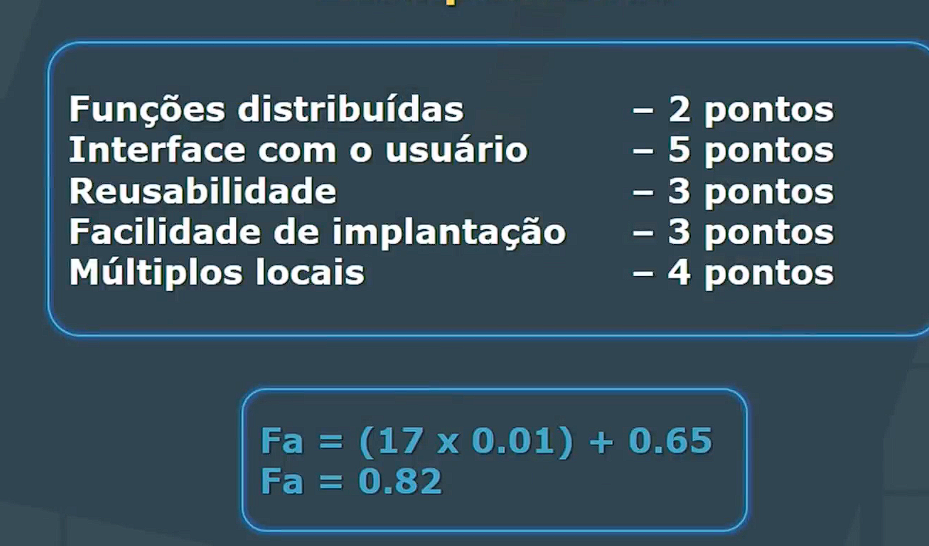 Funções distribuídas – 2 pontos
Interface com o usuário – 5 pontos
Reusabilidade – 3 pontos
Facilidade de implantação – 3 pontos
Múltiplos locais – 4 pontos
Fa = (17 x 0.01) + 0.65
Fa = 0.82